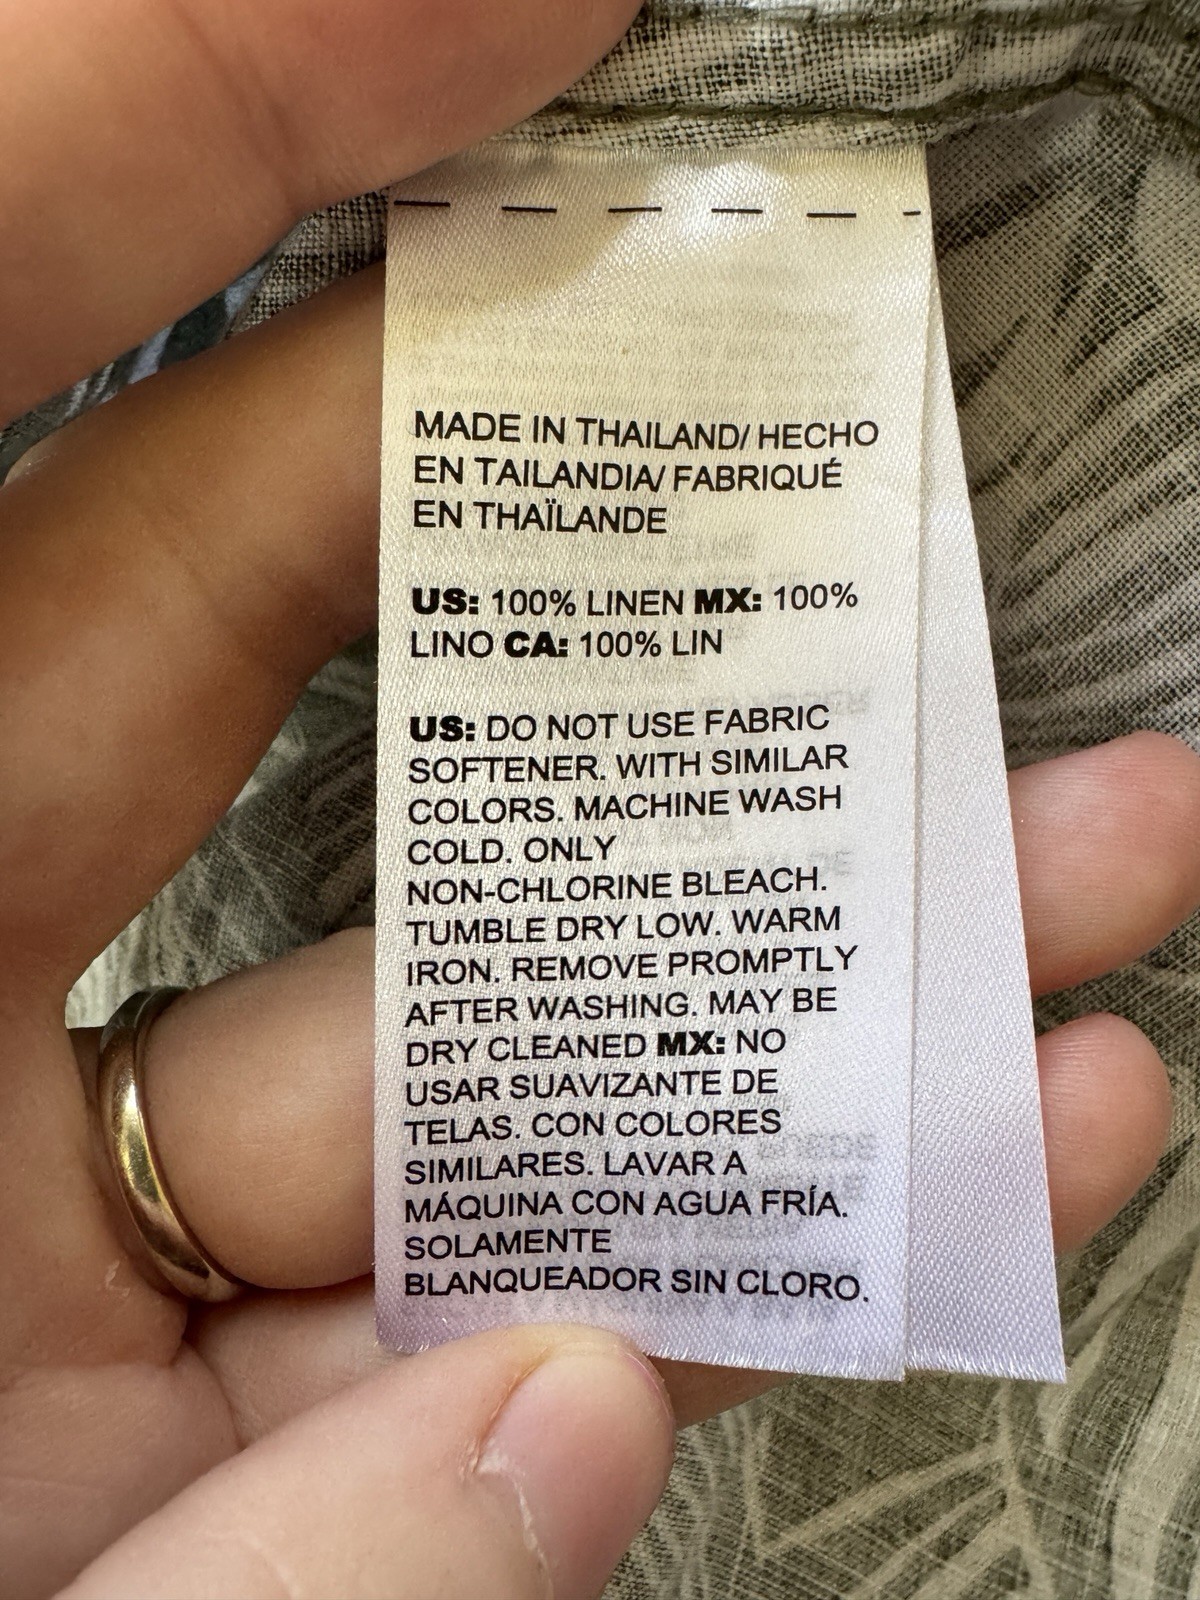 MADE IN THAILAND/ HECHO
EN TAILANDIA/ FABRIQUÉ
EN THAÏLANDE
US: 100% LINEN MX: 100%
LINO CA: 100% LIN
US: DO NOT USE FABRIC
SOFTENER. WITH SIMILAR
COLORS. MACHINE WASH
COLD. ONLY
NON-CHLORINE BLEACH.
TUMBLE DRY LOW. WARM
IRON. REMOVE PROMPTLY
AFTER WASHING. MAY BE
DRY CLEANED MX: NO
USAR SUAVIZANTE DE
TELAS. CON COLORES
SIMILARES. LAVAR A
MÁQUINA CON AGUA FRÍA.
SOLAMENTE
BLANQUEADOR SIN CLORO.